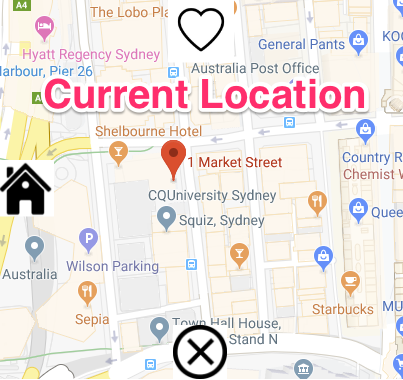 A4
The Lobo Pla
Hyatt Regency Sydney
General Pants
KOO
Harbour, Pier 26
Australia Post Office
Current Location
A
Shelbourne Hotel
1 Market Street
Country R
Chemist W
CQUniversity Sydney
Squiz, Sydney
Quee
P
Wilson Parking
Australia
Sepia
Starbucks
MU
Town Hall House,
Stand N